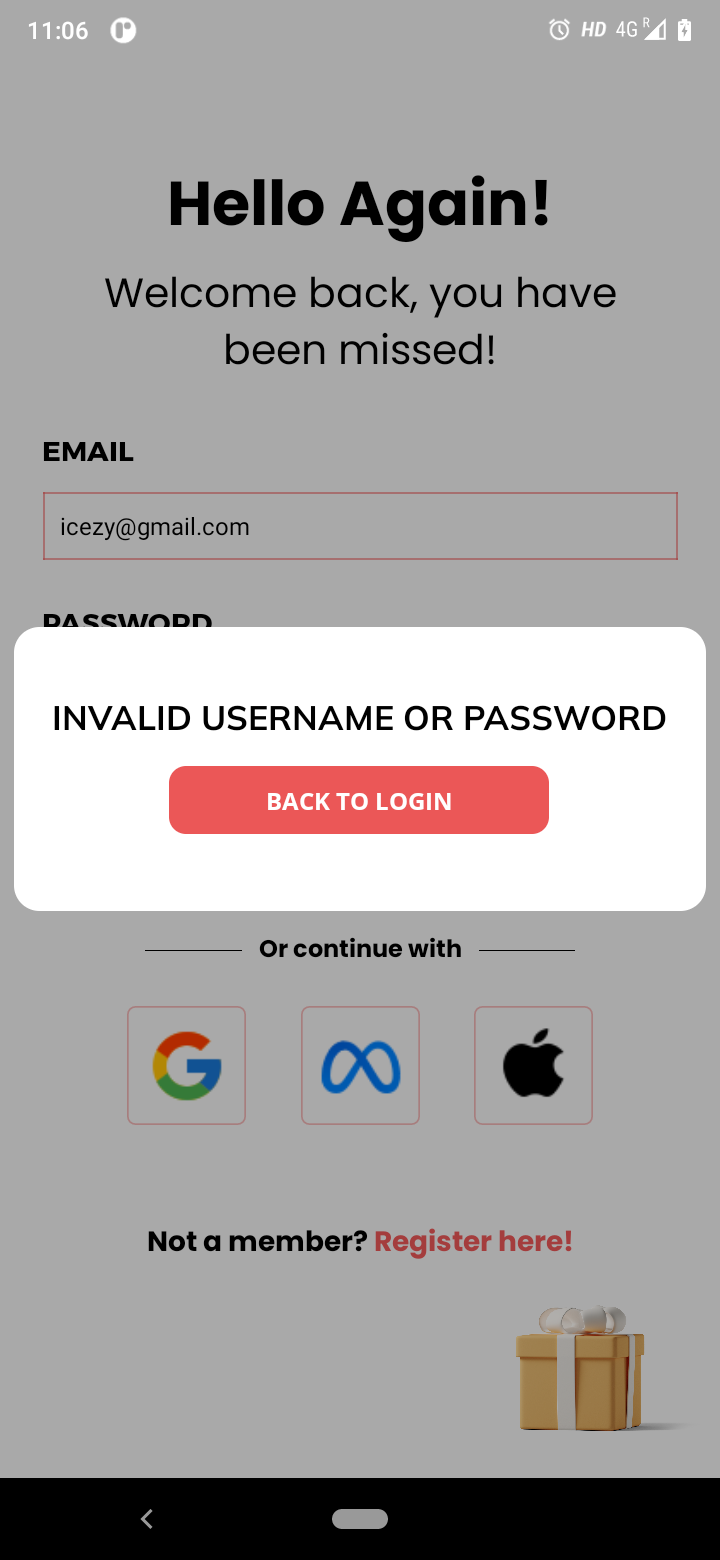 11:06
HD 4G R
Hello Again!
Welcome back, you have
been missed!
EMAIL
icezy@gmail.com
PASSWORD
INVALID USERNAME OR PASSWORD
BACK TO LOGIN
Or continue with
Not a member? Register here!